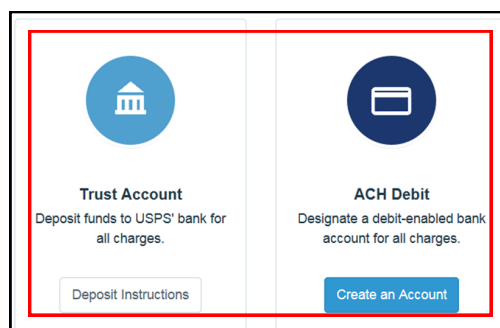 Trust Account
Deposit funds to USPS' bank for
all charges.
Deposit Instructions
ACH Debit
Designate a debit-enabled bank
account for all charges.
Create an Account